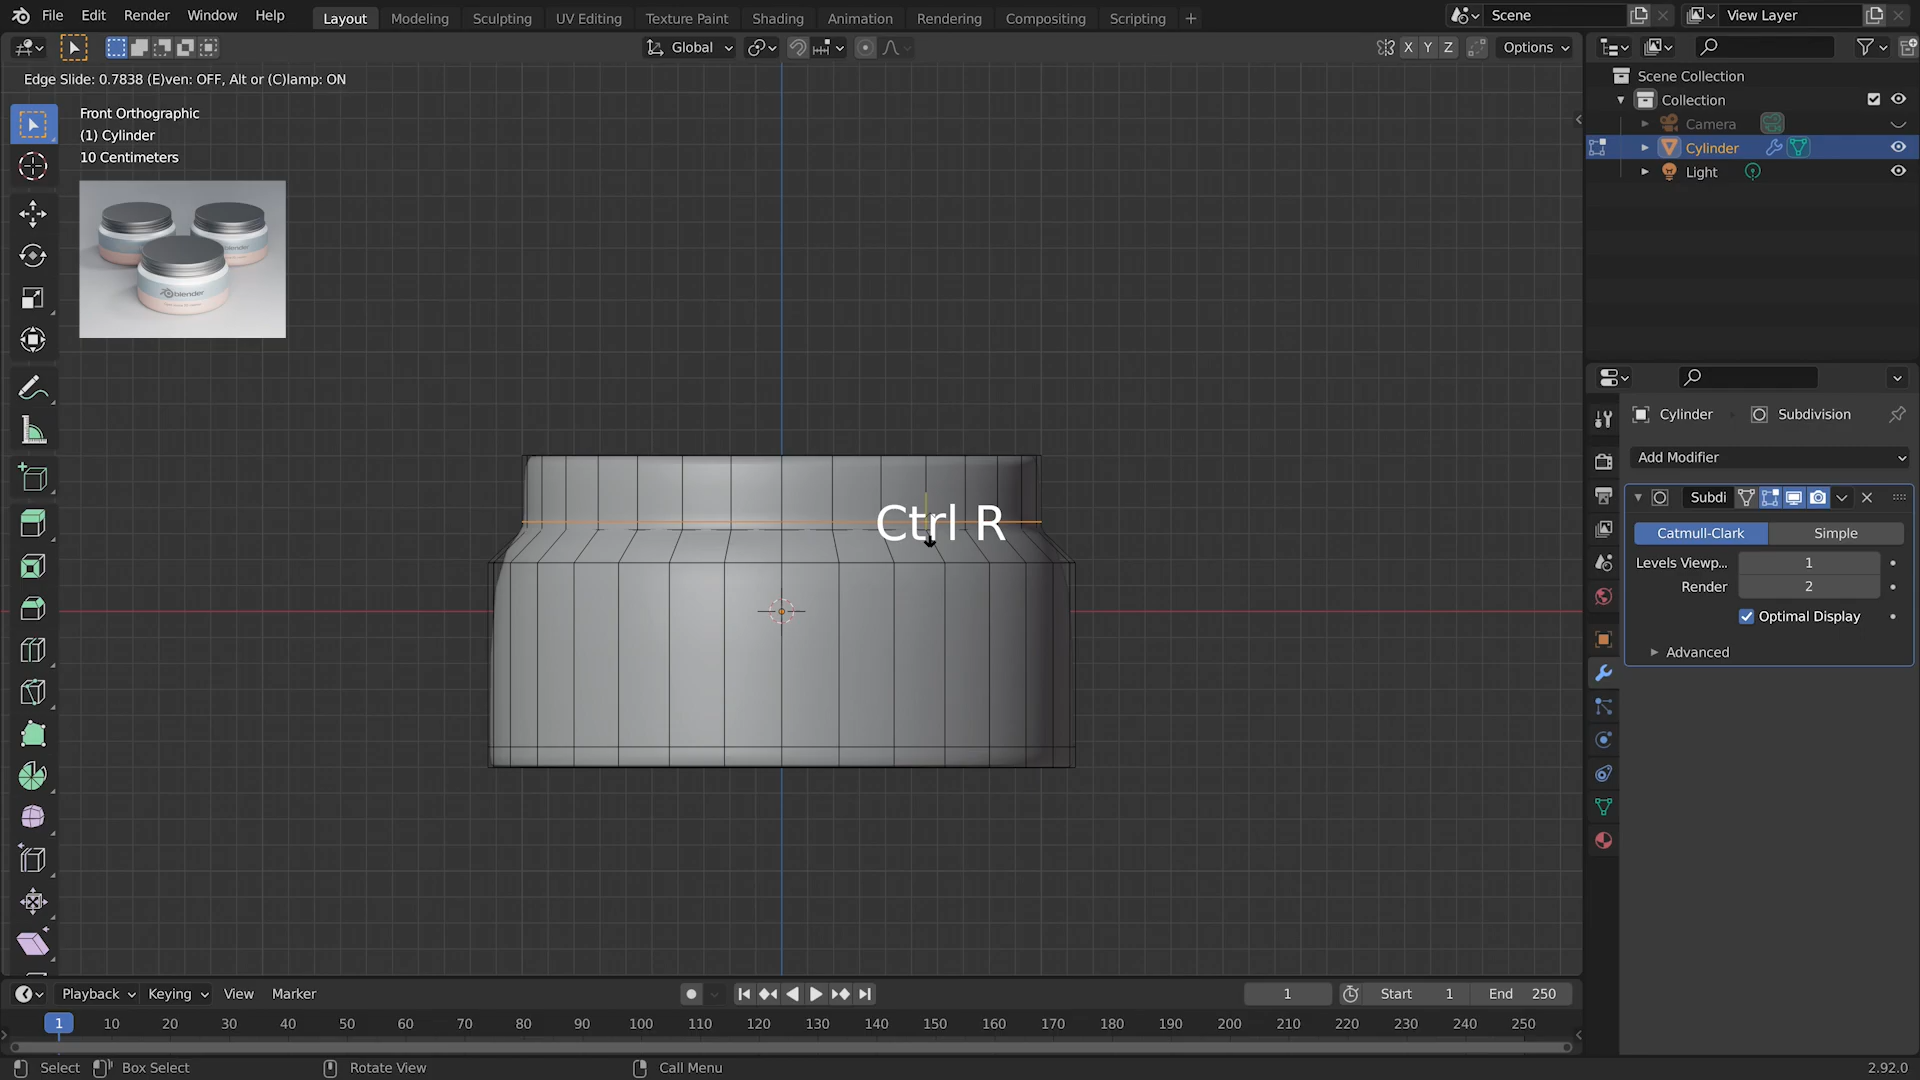 File Edit Render Window Help Layout Modeling Sculpting UV Editing Texture Paint Shading Animation Rendering Compositing Scripting + Scene View Layer
Global X Y Z Options
Edge Slide: 0.7838 (E)ven: OFF, Alt or (C)lamp: ON
Front Orthographic
(1) Cylinder
10 Centimeters
blender
Ctrl R
Scene Collection
Collection
Camera
Cylinder
Light
Cylinder Subdivision
Add Modifier
Subdi
Catmull-Clark Simple
Levels Viewp... 1
Render 2
Optimal Display
Advanced
Playback Keying View Marker 1 Start 1 End 250
1 10 20 30 40 50 60 70 80 90 100 110 120 130 140 150 160 170 180 190 200 210 220 230 240 250
Select Box Select Rotate View Call Menu 2.92.0